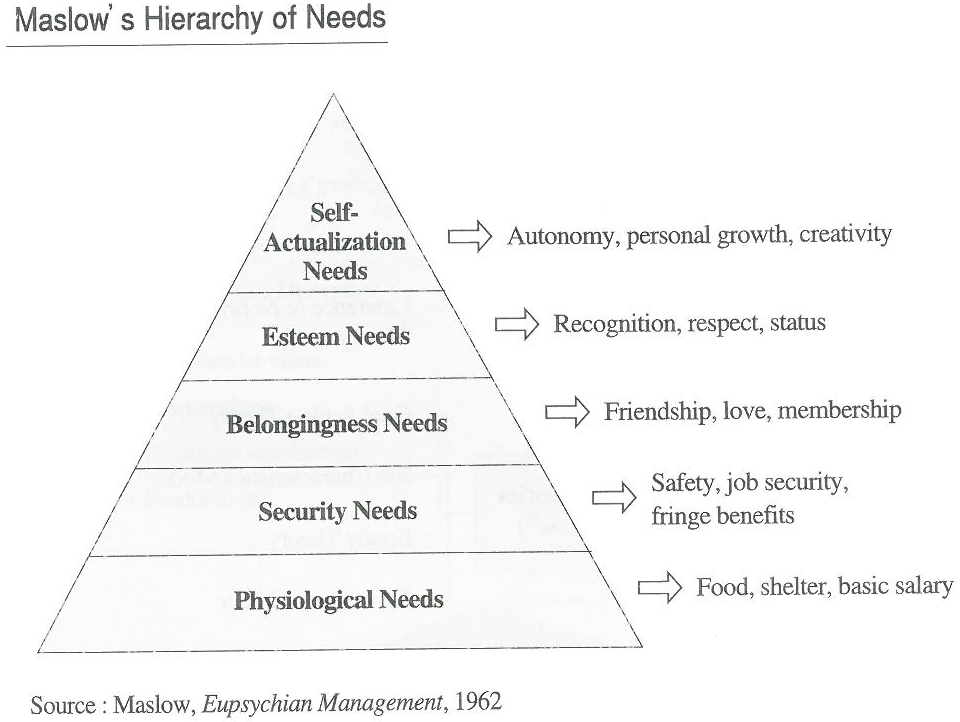 Maslow's Hierarchy of Needs
Self-
Actualization
Needs
Autonomy, personal growth, creativity
Esteem Needs
Recognition, respect, status
Belongingness Needs
Friendship, love, membership
Security Needs
Safety, job security,
fringe benefits
Physiological Needs
Food, shelter, basic salary
Source : Maslow, Eupsychian Management, 1962